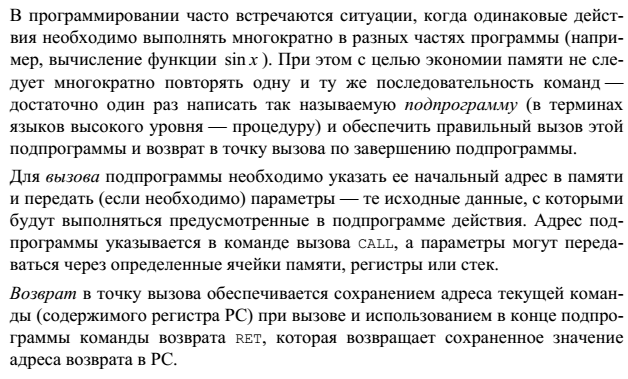 В программировании часто встречаются ситуации, когда одинаковые дейст-
вия необходимо выполнять многократно в разных частях программы (напри-
мер, вычисление функции sin x ). При этом с целью экономии памяти не сле-
дует многократно повторять одну и ту же последовательность команд —
достаточно один раз написать так называемую подпрограмму (в терминах
языков высокого уровня — процедуру) и обеспечить правильный вызов этой
подпрограммы и возврат в точку вызова по завершению подпрограммы.
Для вызова подпрограммы необходимо указать ее начальный адрес в памяти
и передать (если необходимо) параметры — те исходные данные, с которыми
будут выполняться предусмотренные в подпрограмме действия. Адрес под-
программы указывается в команде вызова CALL, а параметры могут переда-
ваться через определенные ячейки памяти, регистры или стек.
Возврат в точку вызова обеспечивается сохранением адреса текущей коман-
ды (содержимого регистра PC) при вызове и использованием в конце подпро-
граммы команды возврата RET, которая возвращает сохраненное значение
адреса возврата в PC.